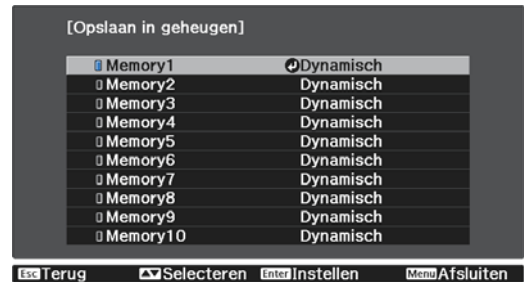 [Opslaan in geheugen]
Memory1 Dynamisch
Memory2 Dynamisch
Memory3 Dynamisch
Memory4 Dynamisch
Memory5 Dynamisch
Memory6 Dynamisch
Memory7 Dynamisch
Memory8 Dynamisch
Memory9 Dynamisch
Memory10 Dynamisch
Esc Terug Selecteren Enter Instellen Menu Afsluiten